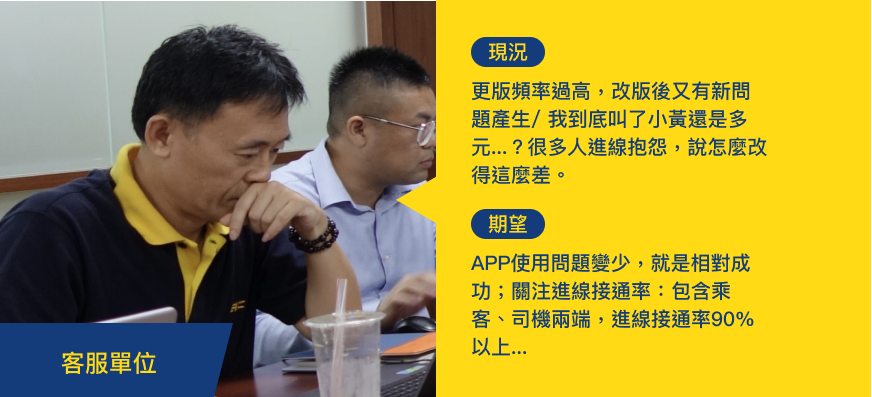 現況
更版頻率過高，改版後又有新問
題產生/ 我到底叫了小黃還是多
元...？很多人進線抱怨，說怎麼改
得這麼差。
期望
APP使用問題變少，就是相對成
功；關注進線接通率：包含乘
客、司機兩端，進線接通率90%
以上...
客服單位